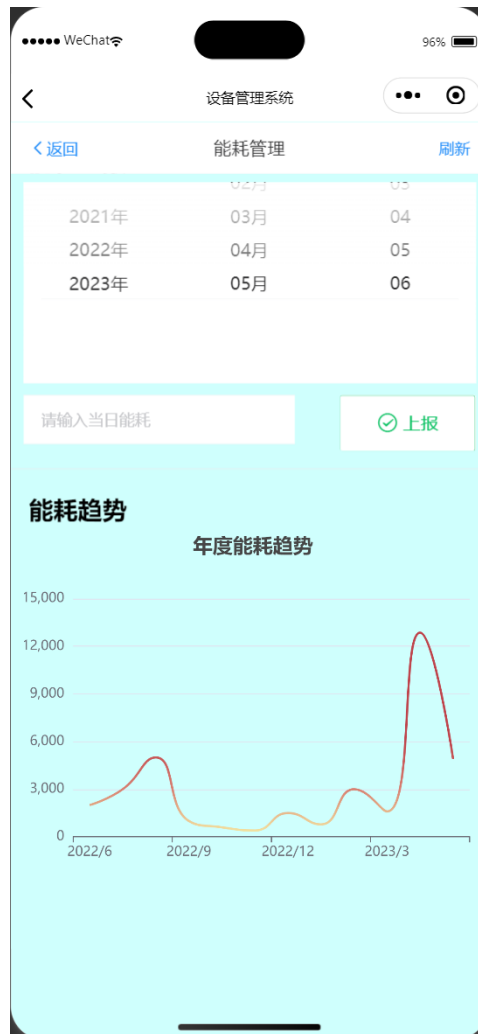 WeChat 96%
设备管理系统
返回 能耗管理 刷新
02月 03
2021年 03月 04
2022年 04月 05
2023年 05月 06
请输入当日能耗 上报
能耗趋势
年度能耗趋势
15,000
12,000
9,000
6,000
3,000
0
2022/6 2022/9 2022/12 2023/3